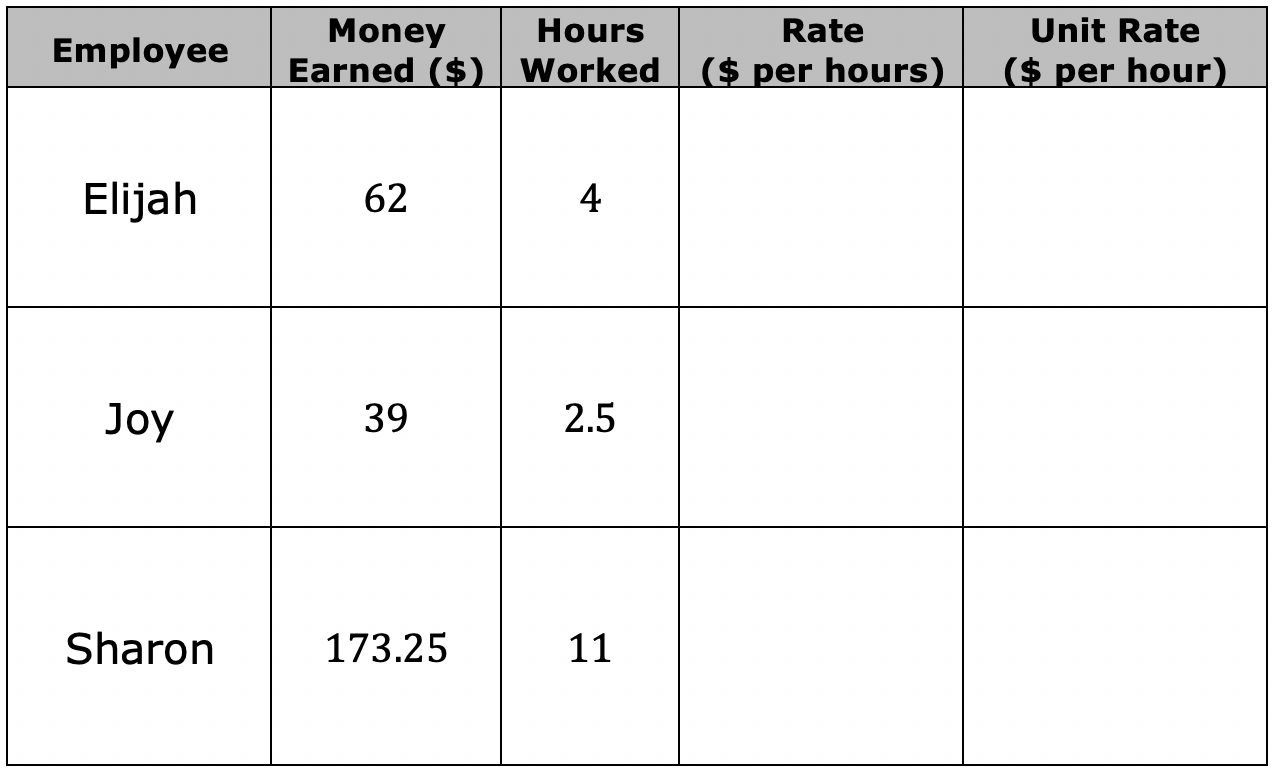 Employee
Money
Earned ($)
Hours
Worked
Rate
($ per hours)
Unit Rate
($ per hour)
Elijah
62
4
Joy
39
2.5
Sharon
173.25
11